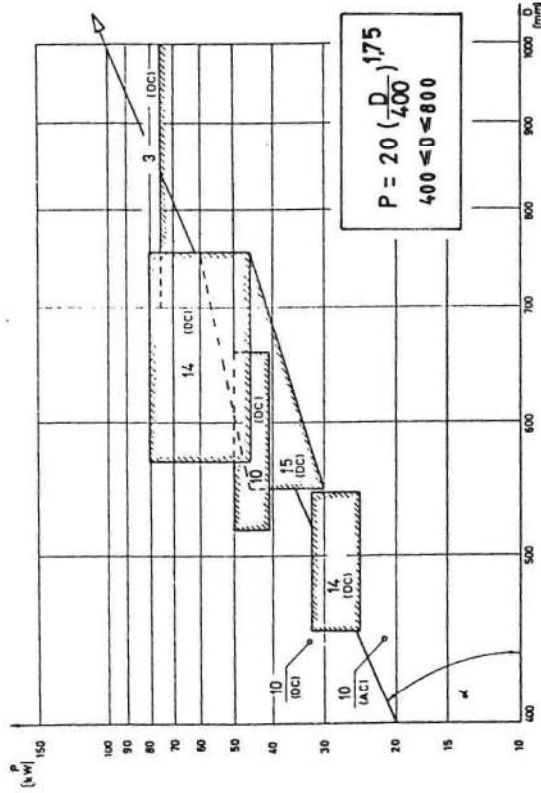 P
[kW]
150
100
90
80
70
60
50
40
30
20
15
10
400
500
600
700
800
900
1000
D
[mm]
3
(DC)
14
(DC)
10
(DC)
15
(DC)
14
(DC)
10
(DC)
10
(AC)
α
P = 20 (D/400)^1,75
400 ≤ D ≤ 800